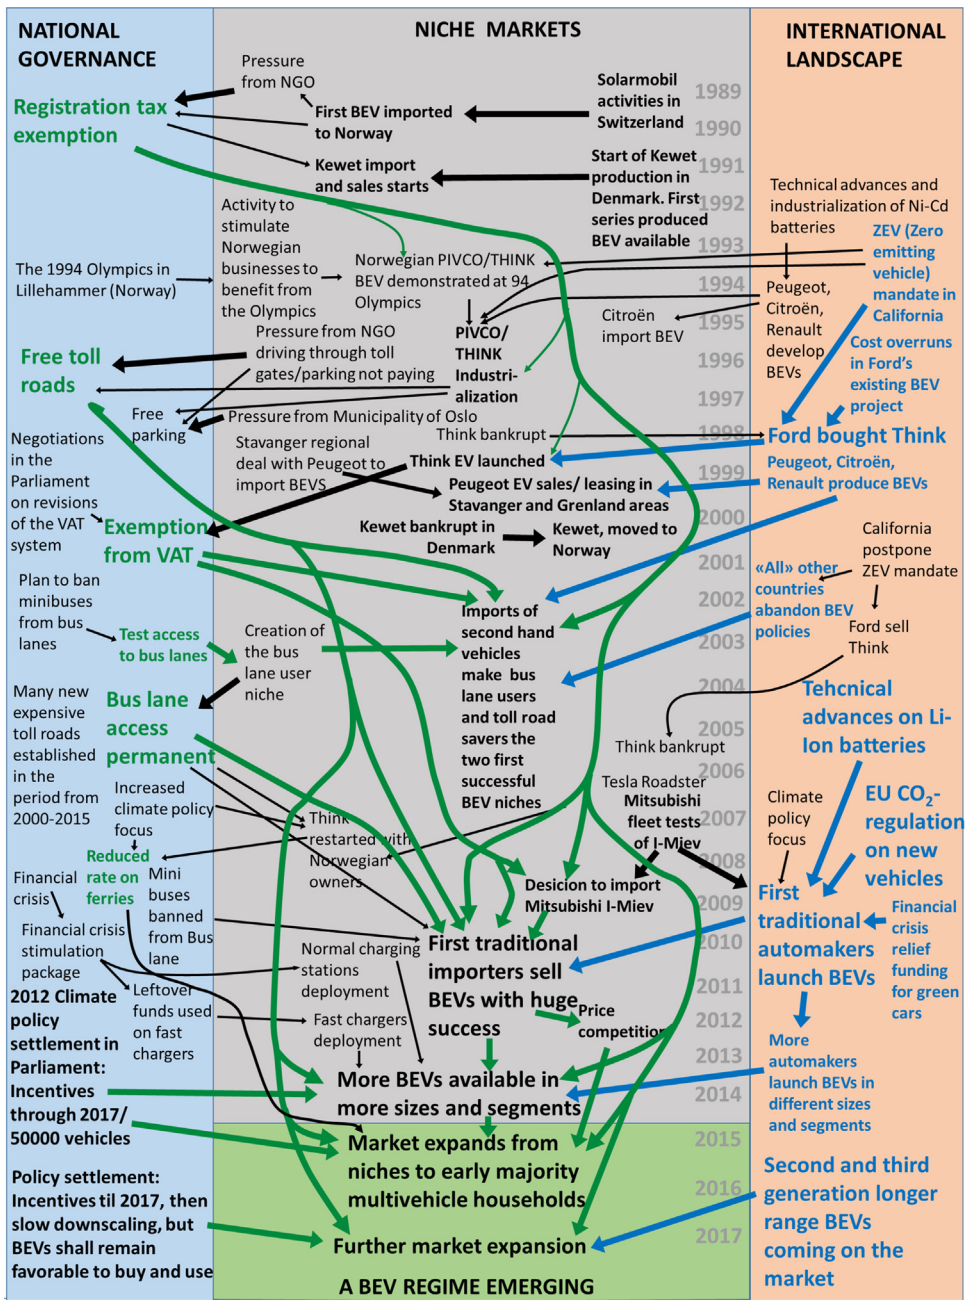 NATIONAL
GOVERNANCE
NICHE MARKETS
INTERNATIONAL
LANDSCAPE
Pressure
from NGO
Registration tax
exemption
First BEV imported
to Norway
Solarmobil
activities in
Switzerland
1989
1990
Kewet import
and sales starts
Start of Kewet
production in
Denmark. First
series produced
BEV available
1991
1992
1993
Technical advances and
industrialization of Ni-Cd
batteries
ZEV (Zero
emitting
vehicle)
mandate in
California
Activity to
stimulate
Norwegian
businesses to
benefit from
the Olympics
The 1994 Olympics in
Lillehammer (Norway)
Norwegian PIVCO/THINK
BEV demonstrated at 94
Olympics
1994
Peugeot,
Citroën,
Renault
develop
BEVs
Citroën
import BEV
1995
PIVCO/
THINK
Industri-
alization
Pressure from NGO
driving through toll
gates/parking not paying
Free toll
roads
1996
Cost overruns
in Ford's
existing BEV
project
1997
Free
parking
Pressure from Municipality of Oslo
Think bankrupt
1998
Ford bought Think
Negotiations
in the
Parliament
on revisions
of the VAT
system
Stavanger regional
deal with Peugeot to
import BEVS
Think EV launched
1999
Peugeot, Citroën,
Renault produce BEVs
Peugeot EV sales/ leasing in
Stavanger and Grenland areas
Exemption
from VAT
Kewet bankrupt in
Denmark
Kewet, moved to
Norway
2000
California
postpone
ZEV mandate
2001
«All» other
countries
abandon BEV
policies
Plan to ban
minibuses
from bus
lanes
Test access
to bus lanes
Creation of
the bus
lane user
niche
Imports of
second hand
vehicles
make bus
lane users
and toll road
savers the
two first
successful
BEV niches
2002
2003
Ford sell
Think
2004
Many new
expensive
toll roads
established
in the
period from
2000-2015
Bus lane
access
permanent
Tehcnical
advances on Li-
Ion batteries
2005
Think bankrupt
2006
Increased
climate policy
focus
Think
restarted with
Norwegian
owners
Tesla Roadster
Mitsubishi
fleet tests
of I-Miev
2007
Climate
policy
focus
EU CO2-
regulation
on new
vehicles
Reduced
rate on
ferries
2008
Financial
crisis
Mini
buses
banned
from Bus
lane
Desicion to import
Mitsubishi I-Miev
2009
First
traditional
automakers
launch BEVs
Financial
crisis
relief
funding
for green
cars
Financial crisis
stimulation
package
Normal charging
stations
deployment
First traditional
importers sell
BEVs with huge
success
2010
2011
Leftover
funds used
on fast
chargers
Fast chargers
deployment
Price
competition
2012
2012 Climate
policy
settlement in
Parliament:
Incentives
through 2017/
50000 vehicles
2013
More
automakers
launch BEVs in
different sizes
and segments
More BEVs available in
more sizes and segments
2014
Market expands from
niches to early majority
multivehicle households
2015
Policy settlement:
Incentives til 2017, then
slow downscaling, but
BEVs shall remain
favorable to buy and use
2016
Second and third
generation longer
range BEVs
coming on the
market
Further market expansion
2017
A BEV REGIME EMERGING